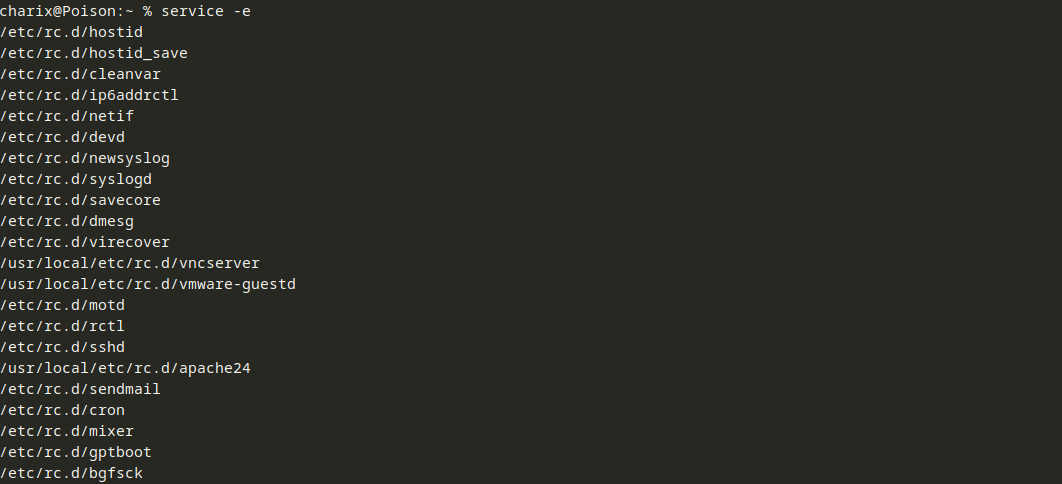 charix@Poison:~ % service -e
/etc/rc.d/hostid
/etc/rc.d/hostid_save
/etc/rc.d/cleanvar
/etc/rc.d/ip6addrctl
/etc/rc.d/netif
/etc/rc.d/devd
/etc/rc.d/newsyslog
/etc/rc.d/syslogd
/etc/rc.d/savecore
/etc/rc.d/dmesg
/etc/rc.d/virecover
/usr/local/etc/rc.d/vncserver
/usr/local/etc/rc.d/vmware-guestd
/etc/rc.d/motd
/etc/rc.d/rctl
/etc/rc.d/sshd
/usr/local/etc/rc.d/apache24
/etc/rc.d/sendmail
/etc/rc.d/cron
/etc/rc.d/mixer
/etc/rc.d/gptboot
/etc/rc.d/bgfsck